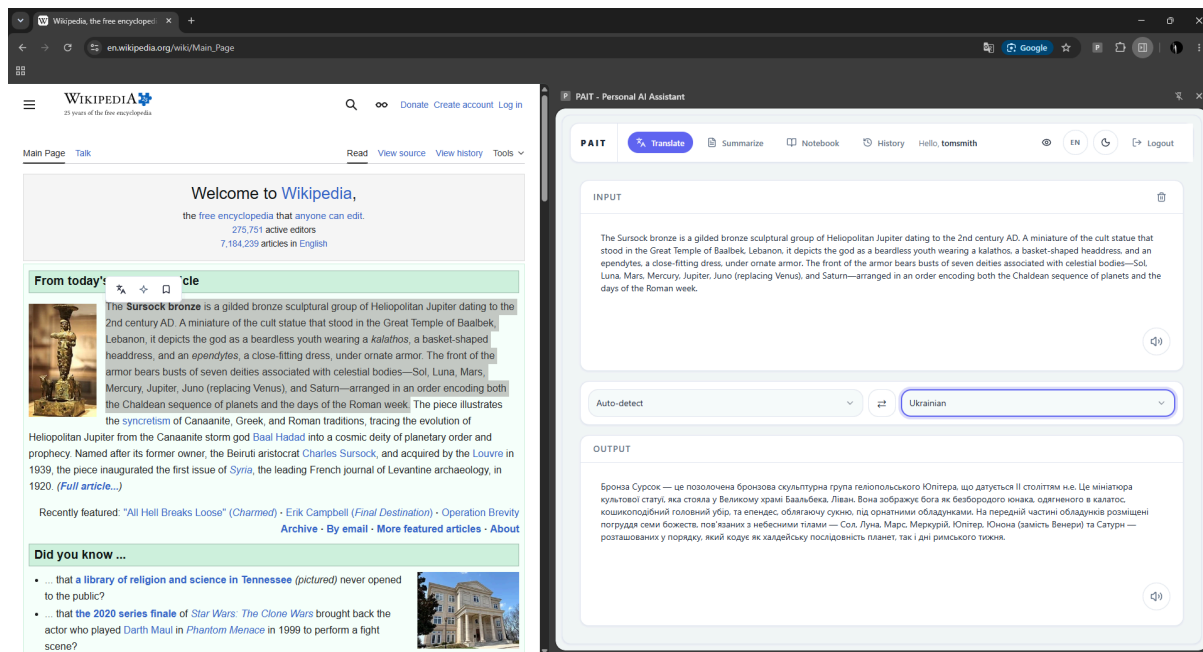 Wikipedia, the free encycloped
en.wikipedia.org/wiki/Main_Page
Google
WIKIPEDIA
25 years of the free encyclopedia
Donate Create account Log in
Main Page Talk
Read View source View history Tools
Welcome to Wikipedia,
the free encyclopedia that anyone can edit.
275,751 active editors
7,184,239 articles in English
From today's cle
The Sursock bronze is a gilded bronze sculptural group of Heliopolitan Jupiter dating to the
2nd century AD. A miniature of the cult statue that stood in the Great Temple of Baalbek,
Lebanon, it depicts the god as a beardless youth wearing a kalathos, a basket-shaped
headdress, and an ependytes, a close-fitting dress, under ornate armor. The front of the
armor bears busts of seven deities associated with celestial bodies—Sol, Luna, Mars,
Mercury, Jupiter, Juno (replacing Venus), and Saturn—arranged in an order encoding both
the Chaldean sequence of planets and the days of the Roman week. The piece illustrates
the syncretism of Canaanite, Greek, and Roman traditions, tracing the evolution of
Heliopolitan Jupiter from the Canaanite storm god Baal Hadad into a cosmic deity of planetary order and
prophecy. Named after its former owner, the Beiruti aristocrat Charles Sursock, and acquired by the Louvre in
1939, the piece inaugurated the first issue of Syria, the leading French journal of Levantine archaeology, in
1920. (Full article...)
Recently featured: "All Hell Breaks Loose" (Charmed) · Erik Campbell (Final Destination) · Operation Brevity
Archive · By email · More featured articles · About
Did you know ...
... that a library of religion and science in Tennessee (pictured) never opened
to the public?
... that the 2020 series finale of Star Wars: The Clone Wars brought back the
actor who played Darth Maul in Phantom Menace in 1999 to perform a fight
scene?
P PAIT - Personal AI Assistant
PAIT Translate Summarize Notebook History Hello, tomsmith EN Logout
INPUT
The Sursock bronze is a gilded bronze sculptural group of Heliopolitan Jupiter dating to the 2nd century AD. A miniature of the cult statue that
stood in the Great Temple of Baalbek, Lebanon, it depicts the god as a beardless youth wearing a kalathos, a basket-shaped headdress, and an
ependytes, a close-fitting dress, under ornate armor. The front of the armor bears busts of seven deities associated with celestial bodies—Sol,
Luna, Mars, Mercury, Jupiter, Juno (replacing Venus), and Saturn—arranged in an order encoding both the Chaldean sequence of planets and the
days of the Roman week.
Auto-detect Ukrainian
OUTPUT
Бронза Сурсок — це позолочена бронзова скульптурна група геліопольського Юпітера, що датується II століттям н.е. Це мініатюра
культової статуї, яка стояла у Великому храмі Баальбека, Ліван. Вона зображує бога як безбородого юнака, одягненого в калатос,
кошикоподібний головний убір, та епендес, облягаючу сукню, під орнатними обладунками. На передній частині обладунків розміщені
погруддя семи божеств, пов'язаних з небесними тілами — Сол, Луна, Марс, Меркурій, Юпітер, Юнона (замість Венери) та Сатурн —
розташованих у порядку, який кодує як халдейську послідовність планет, так і дні римського тижня.